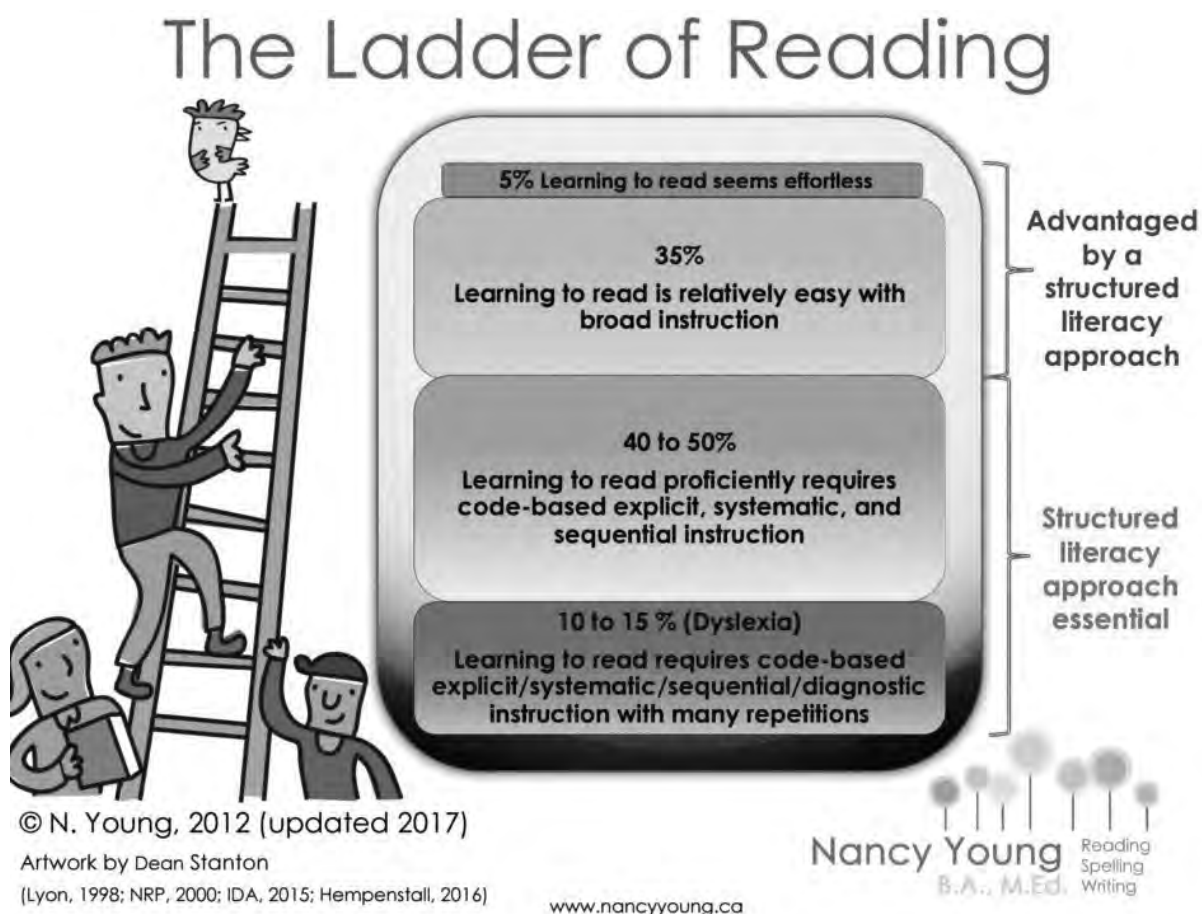 The Ladder of Reading
5% Learning to read seems effortless
35%
Learning to read is relatively easy with
broad instruction
Advantaged
by a
structured
literacy
approach
40 to 50%
Learning to read proficiently requires
code-based explicit, systematic, and
sequential instruction
10 to 15 % (Dyslexia)
Learning to read requires code-based
explicit/systematic/sequential/diagnostic
instruction with many repetitions
Structured
literacy
approach
essential
© N. Young, 2012 (updated 2017)
Artwork by Dean Stanton
(Lyon, 1998; NRP, 2000; IDA, 2015; Hempenstall, 2016)
www.nancyyoung.ca
Nancy Young
B.A., M.Ed.
Reading
Spelling
Writing